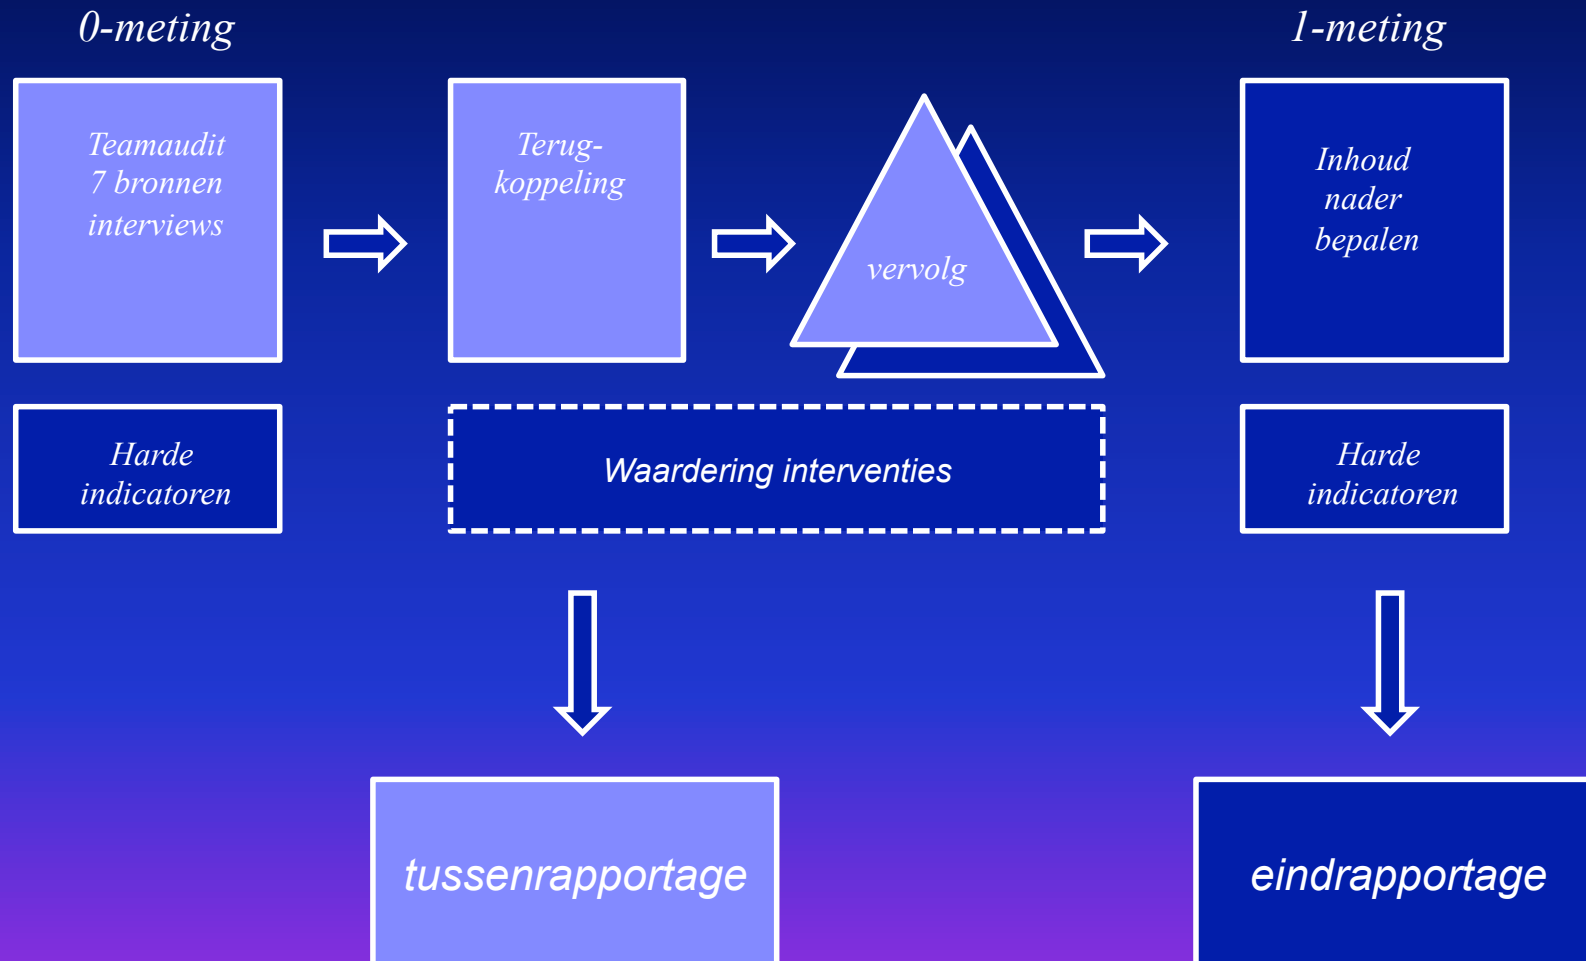 0-meting
1-meting
Teamaudit
7 bronnen
interviews
Terug-
koppeling
vervolg
Inhoud
nader
bepalen
Harde
indicatoren
Waardering interventies
Harde
indicatoren
tussenrapportage
eindrapportage